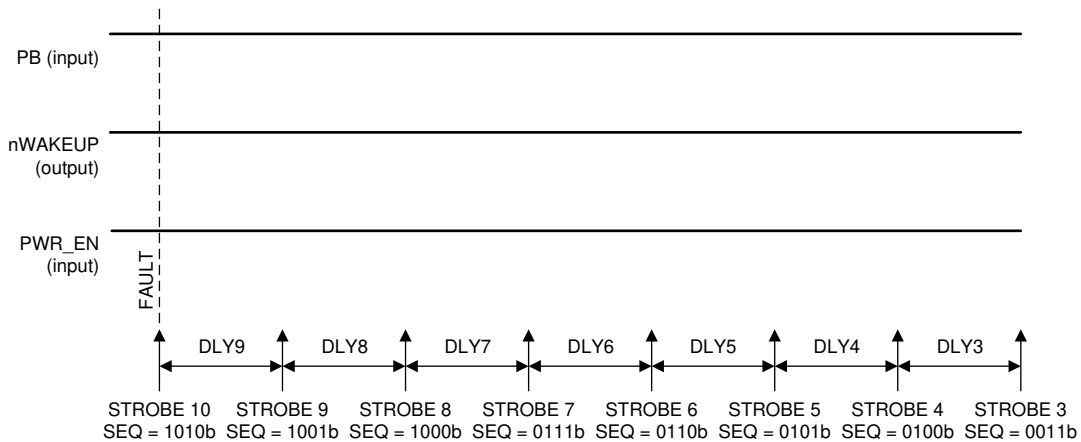 PB (input)
nWAKEUP
(output)
PWR_EN
(input)
FAULT
DLY9 DLY8 DLY7 DLY6 DLY5 DLY4 DLY3
STROBE 10 STROBE 9 STROBE 8 STROBE 7 STROBE 6 STROBE 5 STROBE 4 STROBE 3
SEQ = 1010b SEQ = 1001b SEQ = 1000b SEQ = 0111b SEQ = 0110b SEQ = 0101b SEQ = 0100b SEQ = 0011b